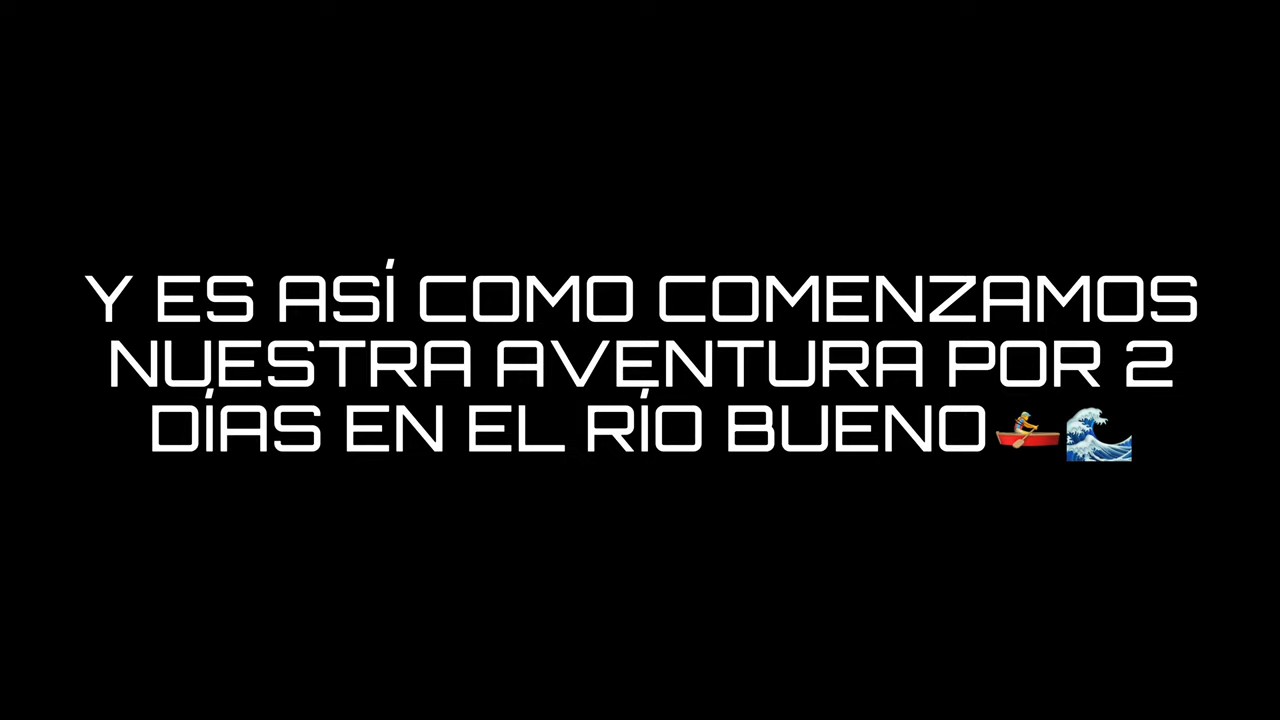 Y ES ASÍ COMO COMENZAMOS
NUESTRA AVENTURA POR 2
DÍAS EN EL RÍO BUENO🚣🌊